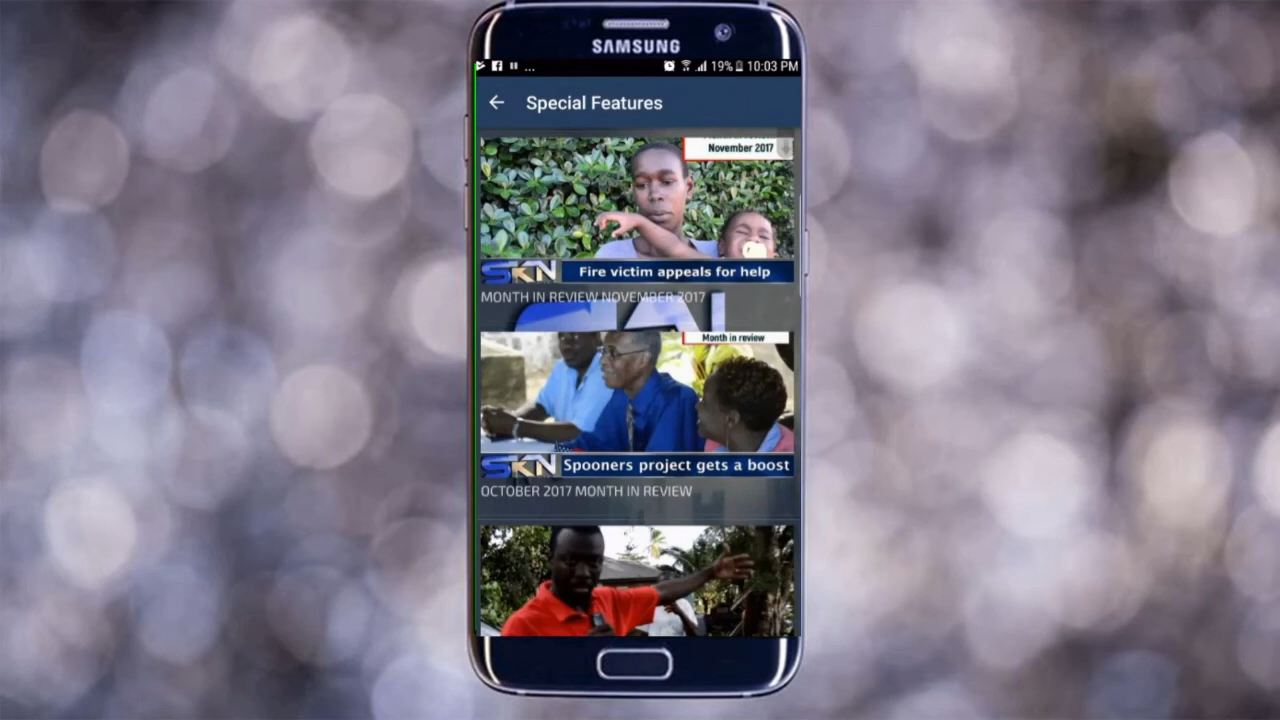 SAMSUNG
... 19% 10:03 PM
Special Features
November 2017
SKN Fire victim appeals for help
MONTH IN REVIEW NOVEMBER 2017
Month in review
SKN Spooners project gets a boost
OCTOBER 2017 MONTH IN REVIEW